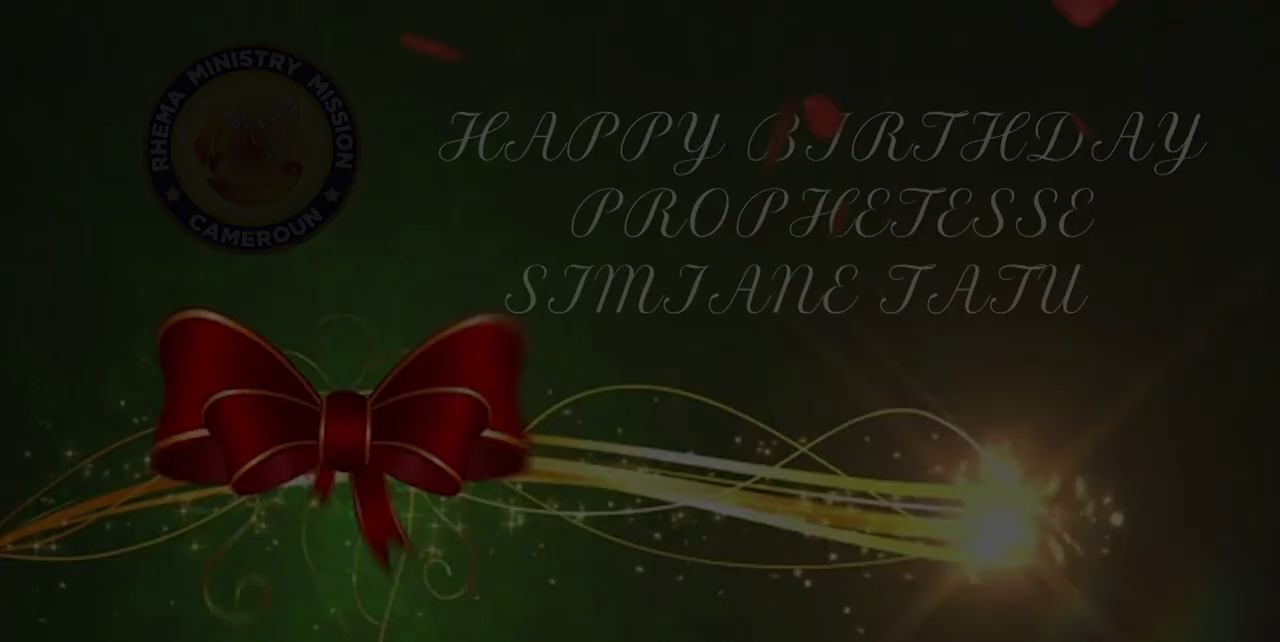 RHEMA MINISTRY MISSION
CAMEROUN
HAPPY BIRTHDAY
PROPHETESSE
SIMIANE TATU